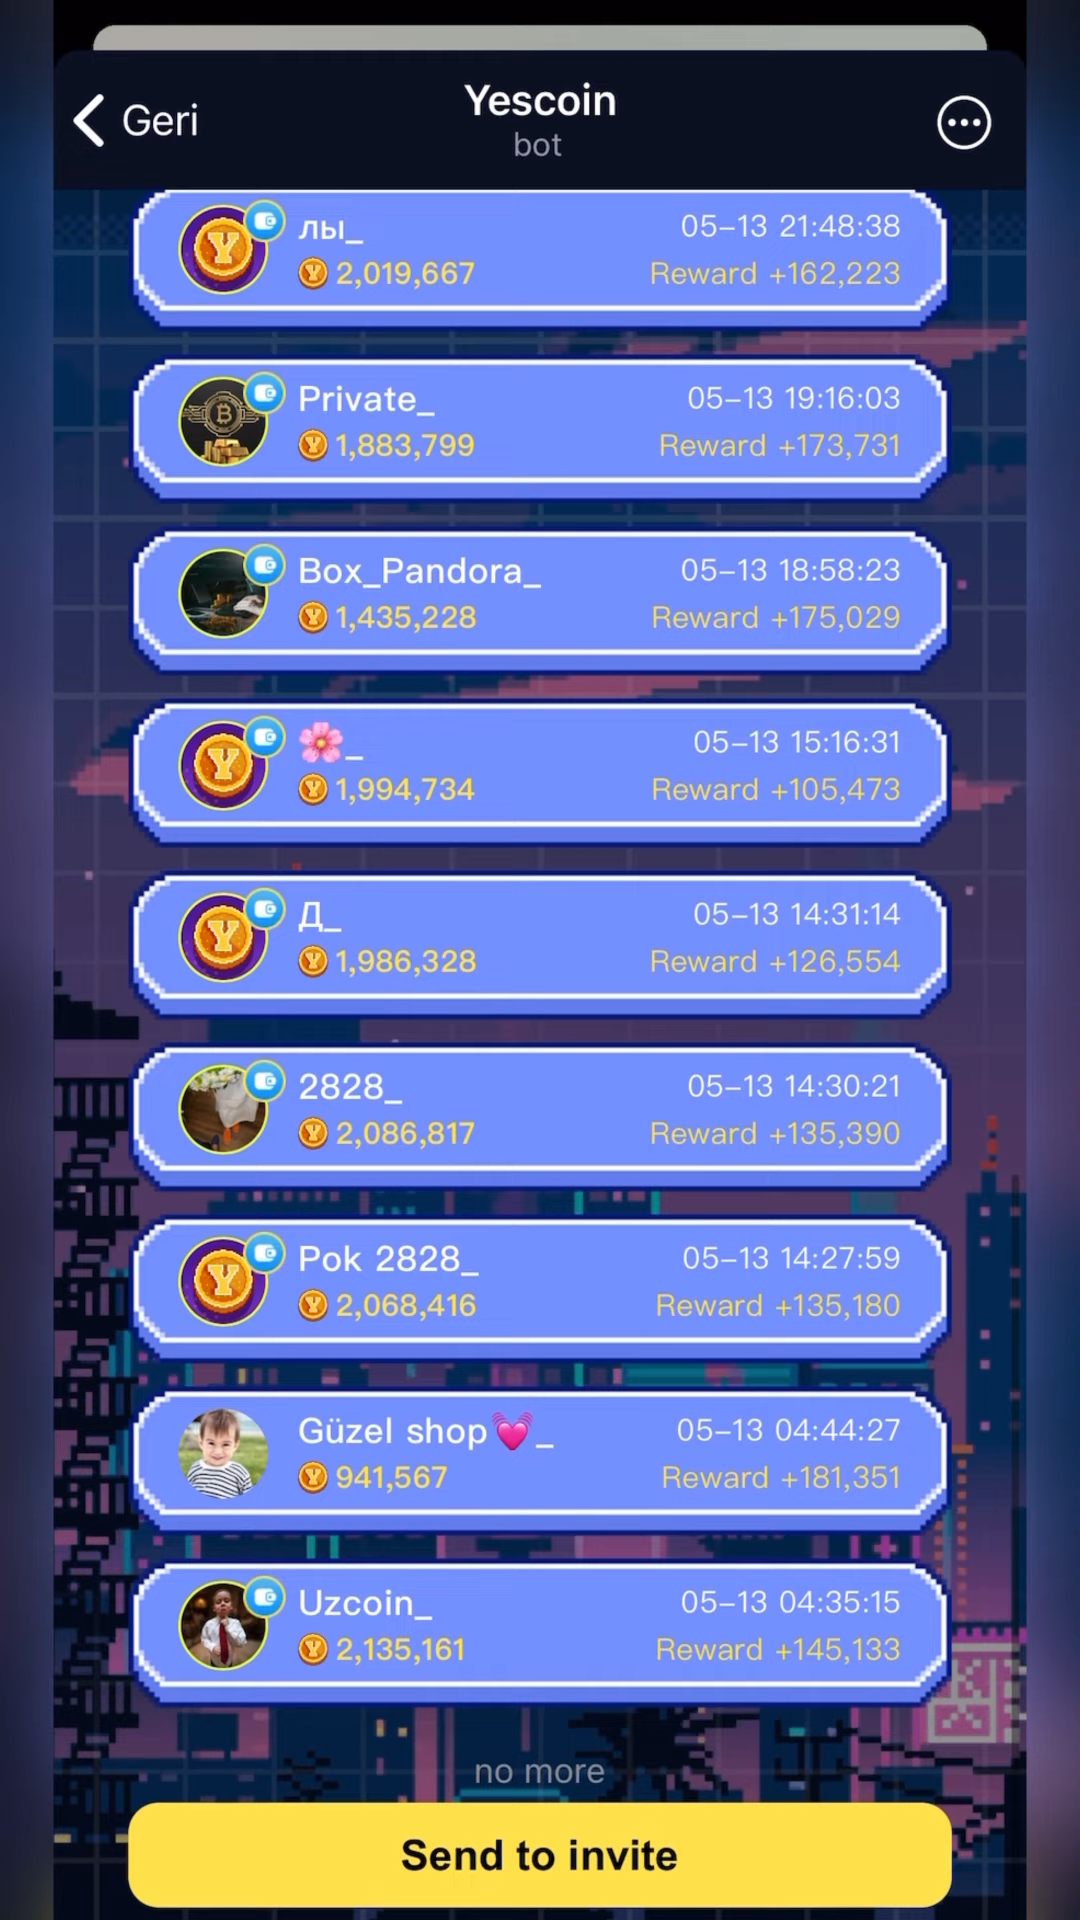 Geri
Yescoin
bot
лы_
05-13 21:48:38
2,019,667
Reward +162,223
Private_
05-13 19:16:03
1,883,799
Reward +173,731
Box_Pandora_
05-13 18:58:23
1,435,228
Reward +175,029
🌸_
05-13 15:16:31
1,994,734
Reward +105,473
Д_
05-13 14:31:14
1,986,328
Reward +126,554
2828_
05-13 14:30:21
2,086,817
Reward +135,390
Pok 2828_
05-13 14:27:59
2,068,416
Reward +135,180
Güzel shop💓_
05-13 04:44:27
941,567
Reward +181,351
Uzcoin_
05-13 04:35:15
2,135,161
Reward +145,133
no more
Send to invite